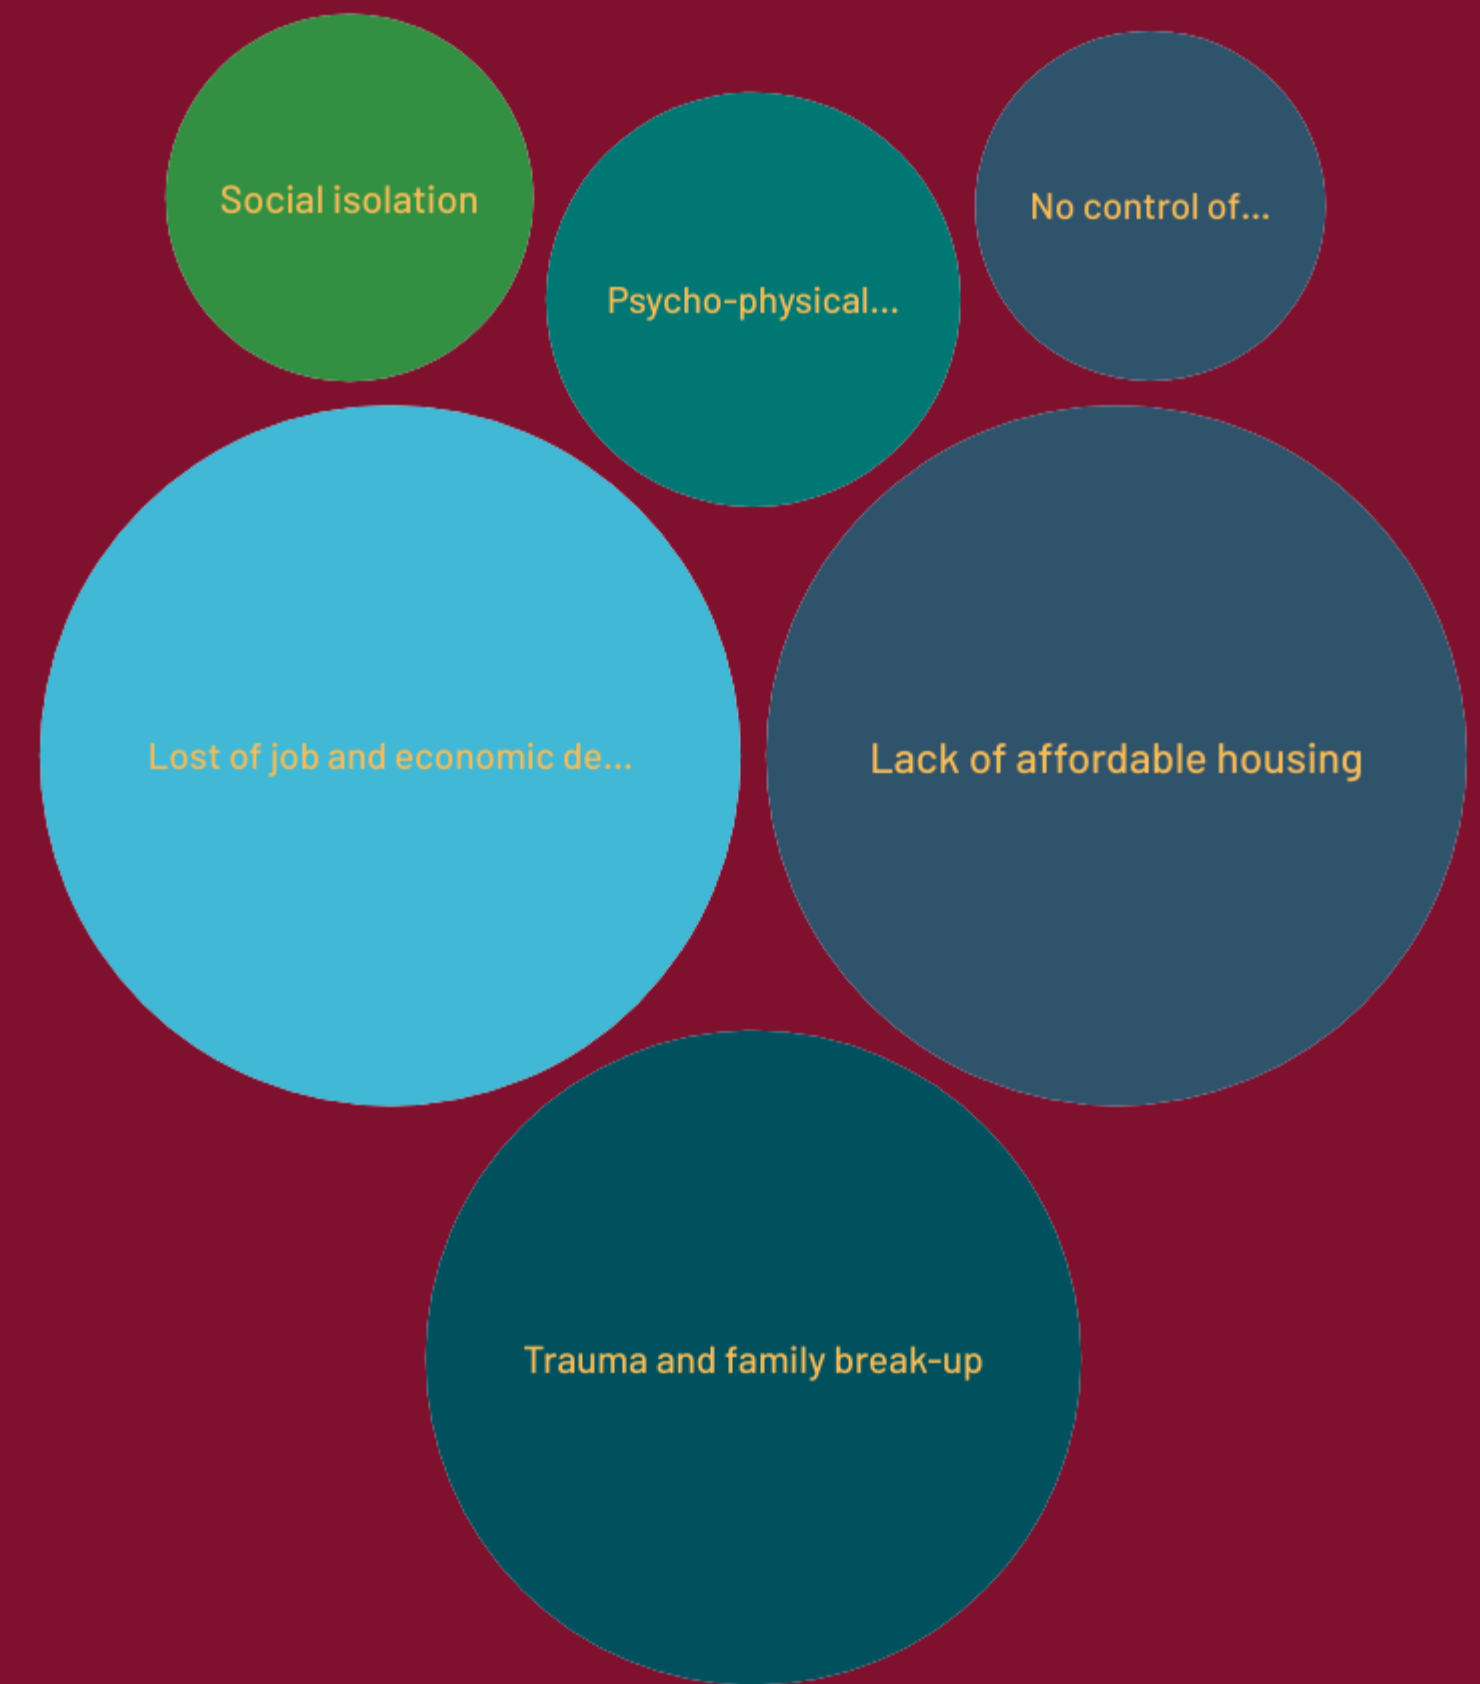 Social isolation
No control of...
Psycho-physical...
Lost of job and economic de...
Lack of affordable housing
Trauma and family break-up